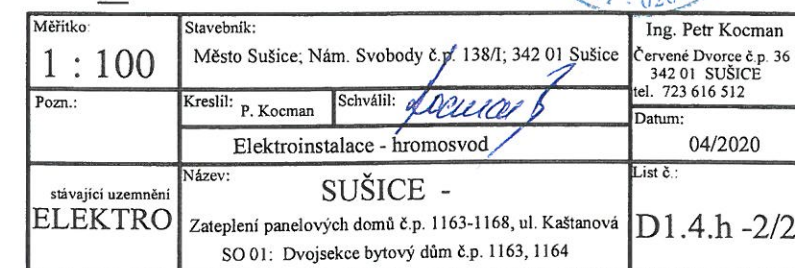 Měřítko:
1 : 100
Stavebník:
Město Sušice; Nám. Svobody č.p. 138/I; 342 01 Sušice
Ing. Petr Kocman
Červené Dvorce č.p. 36
342 01 SUŠICE
tel. 723 616 512
Pozn.:
Kreslil: P. Kocman
Schválil:
Datum:
04/2020
Elektroinstalace - hromosvod
stávající uzemnění
ELEKTRO
Název:
SUŠICE -
Zateplení panelových domů č.p. 1163-1168, ul. Kaštanová
SO 01: Dvojsekce bytový dům č.p. 1163, 1164
List č.:
D1.4.h -2/2